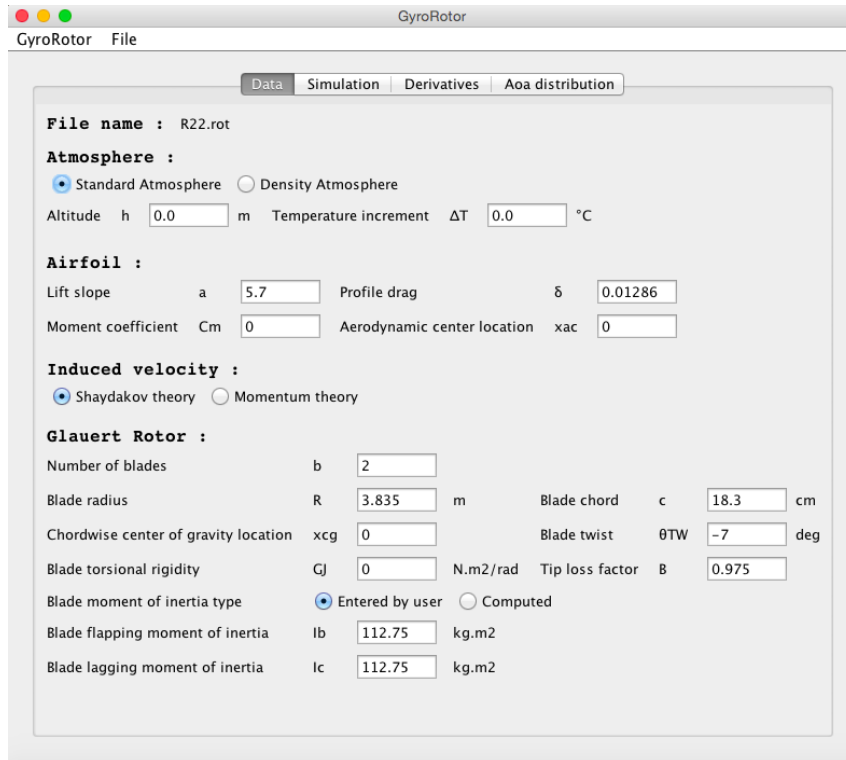 GyroRotor
GyroRotor File
Data Simulation Derivatives Aoa distribution
File name : R22.rot
Atmosphere :
Standard Atmosphere Density Atmosphere
Altitude h 0.0 m Temperature increment ΔT 0.0 °C
Airfoil :
Lift slope a 5.7 Profile drag δ 0.01286
Moment coefficient Cm 0 Aerodynamic center location xac 0
Induced velocity :
Shaydakov theory Momentum theory
Glauert Rotor :
Number of blades b 2
Blade radius R 3.835 m Blade chord c 18.3 cm
Chordwise center of gravity location xcg 0 Blade twist θTW -7 deg
Blade torsional rigidity GJ 0 N.m2/rad Tip loss factor B 0.975
Blade moment of inertia type Entered by user Computed
Blade flapping moment of inertia Ib 112.75 kg.m2
Blade lagging moment of inertia Ic 112.75 kg.m2